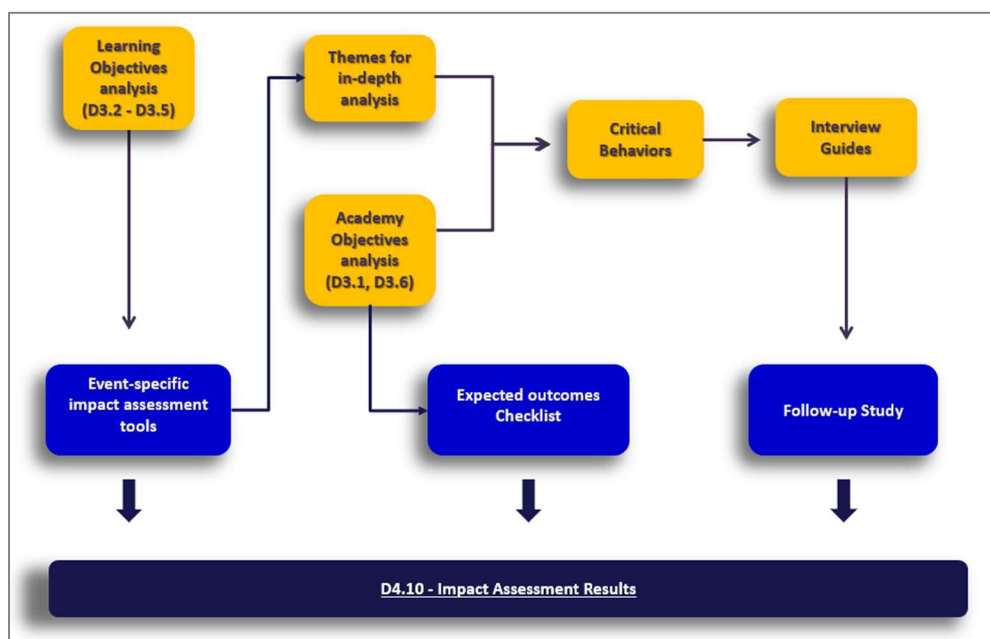 Learning
Objectives
analysis
(D3.2 - D3.5)
Themes for
in-depth
analysis
Critical
Behaviors
Interview
Guides
Academy
Objectives
analysis
(D3.1, D3.6)
Event-specific
impact assessment
tools
Expected outcomes
Checklist
Follow-up Study
D4.10 - Impact Assessment Results